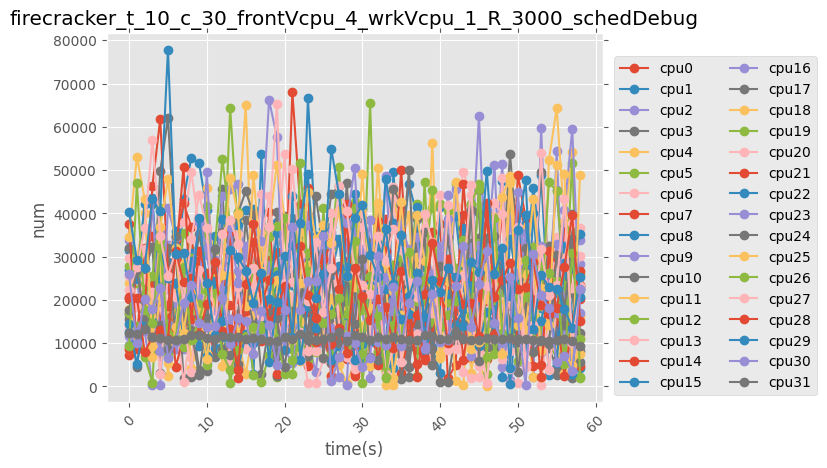 firecracker_t_10_c_30_frontVcpu_4_wrkVcpu_1_R_3000_schedDebug
80000
70000
60000
50000
40000
30000
20000
10000
0
num
0
10
20
30
40
50
60
time(s)
cpu0
cpu1
cpu2
cpu3
cpu4
cpu5
cpu6
cpu7
cpu8
cpu9
cpu10
cpu11
cpu12
cpu13
cpu14
cpu15
cpu16
cpu17
cpu18
cpu19
cpu20
cpu21
cpu22
cpu23
cpu24
cpu25
cpu26
cpu27
cpu28
cpu29
cpu30
cpu31